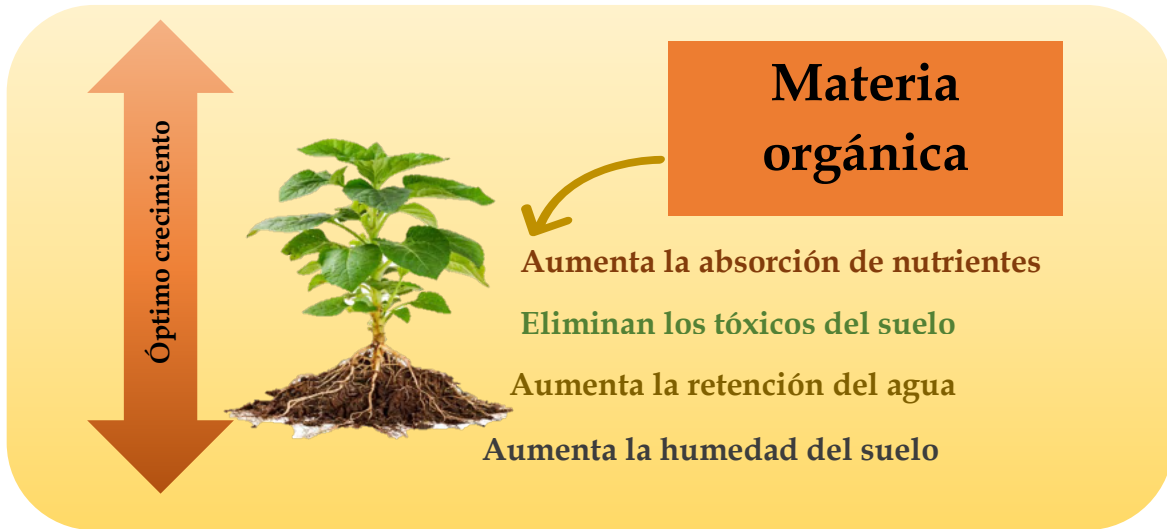 Materia
orgánica
Óptimo crecimiento
Aumenta la absorción de nutrientes
Eliminan los tóxicos del suelo
Aumenta la retención del agua
Aumenta la humedad del suelo